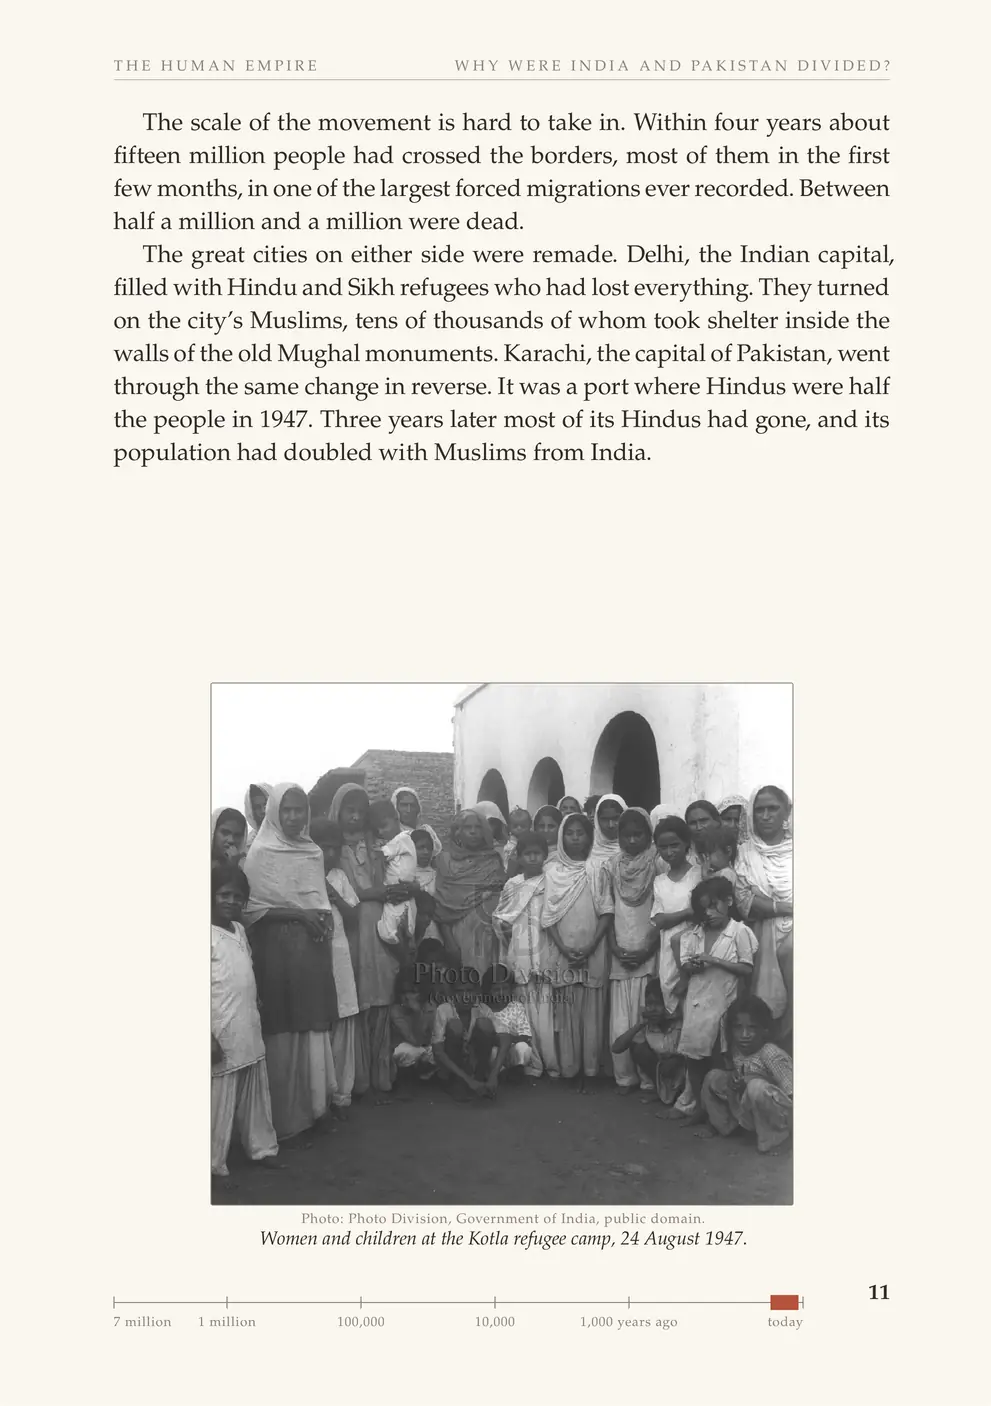 THE HUMAN EMPIRE
WHY WERE INDIA AND PAKISTAN DIVIDED?
The scale of the movement is hard to take in. Within four years about
fifteen million people had crossed the borders, most of them in the first
few months, in one of the largest forced migrations ever recorded. Between
half a million and a million were dead.
The great cities on either side were remade. Delhi, the Indian capital,
filled with Hindu and Sikh refugees who had lost everything. They turned
on the city’s Muslims, tens of thousands of whom took shelter inside the
walls of the old Mughal monuments. Karachi, the capital of Pakistan, went
through the same change in reverse. It was a port where Hindus were half
the people in 1947. Three years later most of its Hindus had gone, and its
population had doubled with Muslims from India.
Photo Division
(Government of India)
Photo: Photo Division, Government of India, public domain.
Women and children at the Kotla refugee camp, 24 August 1947.
11
7 million
1 million
100,000
10,000
1,000 years ago
today